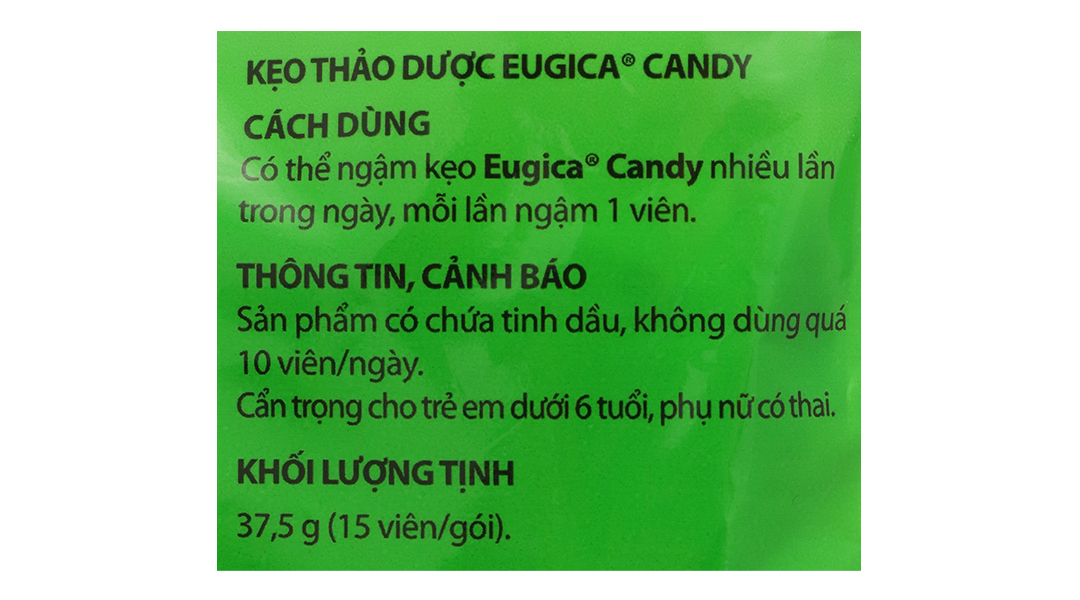 KẸO THẢO DƯỢC EUGICA® CANDY
CÁCH DÙNG
Có thể ngậm kẹo Eugica® Candy nhiều lần
trong ngày, mỗi lần ngậm 1 viên.
THÔNG TIN, CẢNH BÁO
Sản phẩm có chứa tinh dầu, không dùng quá
10 viên/ngày.
Cẩn trọng cho trẻ em dưới 6 tuổi, phụ nữ có thai.
KHỐI LƯỢNG TỊNH
37,5 g (15 viên/gói).